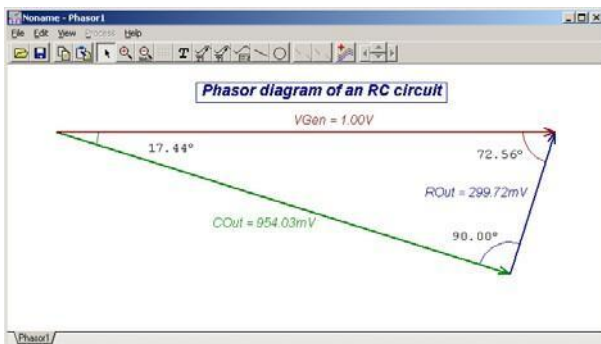 Noname - Phasor1
File Edit View Process Help
T
Phasor diagram of an RC circuit
VGen = 1.00V
17.44°
72.56°
ROut = 299.72mV
COut = 954.03mV
90.00°
Phasor1